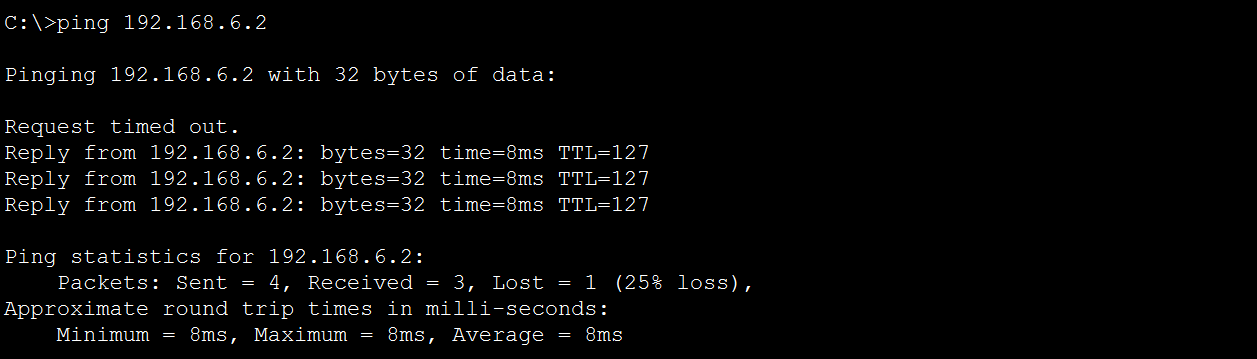 C:\>ping 192.168.6.2
Pinging 192.168.6.2 with 32 bytes of data:
Request timed out.
Reply from 192.168.6.2: bytes=32 time=8ms TTL=127
Reply from 192.168.6.2: bytes=32 time=8ms TTL=127
Reply from 192.168.6.2: bytes=32 time=8ms TTL=127
Ping statistics for 192.168.6.2:
    Packets: Sent = 4, Received = 3, Lost = 1 (25% loss),
Approximate round trip times in milli-seconds:
    Minimum = 8ms, Maximum = 8ms, Average = 8ms